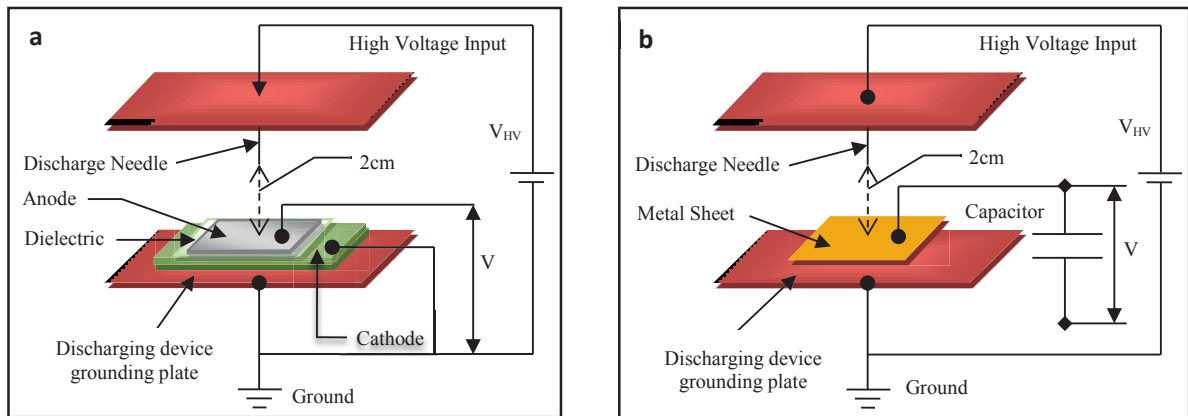 a
High Voltage Input
V_HV
Discharge Needle
2cm
Anode
Dielectric
V
Cathode
Discharging device
grounding plate
Ground
b
High Voltage Input
V_HV
Discharge Needle
2cm
Metal Sheet
Capacitor
V
Discharging device
grounding plate
Ground